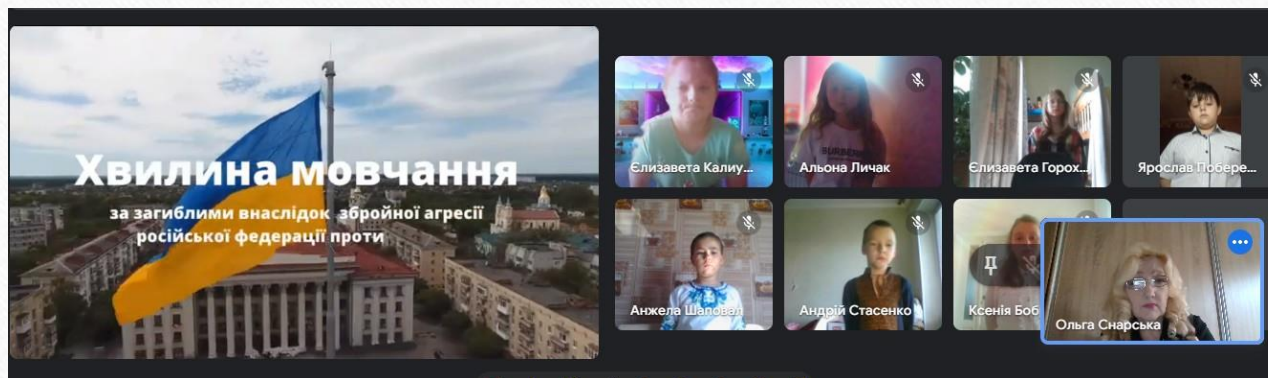 Хвилина мовчання
за загиблими внаслідок збройної агресії
російської федерації проти
Єлизавета Калиу...
Альона Личак
Єлизавета Горох...
Ярослав Побере...
Анжела Шаповал
Андрій Стасенко
Ксенія Боб
Ольга Снарська